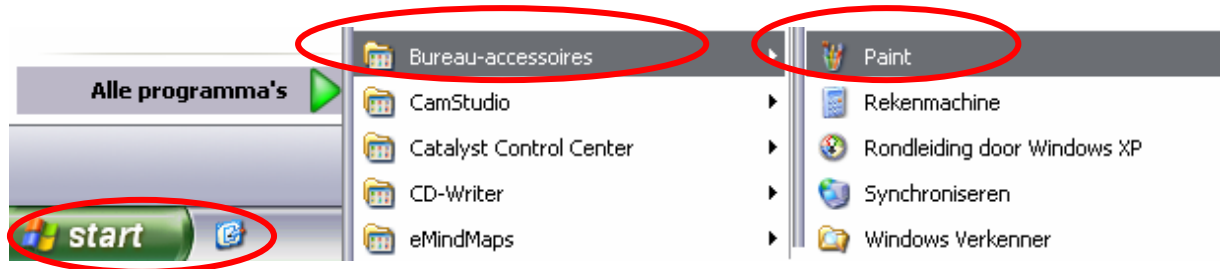 Alle programma's
start
Bureau-accessoires
CamStudio
Catalyst Control Center
CD-Writer
eMindMaps
Paint
Rekenmachine
Rondleiding door Windows XP
Synchroniseren
Windows Verkenner